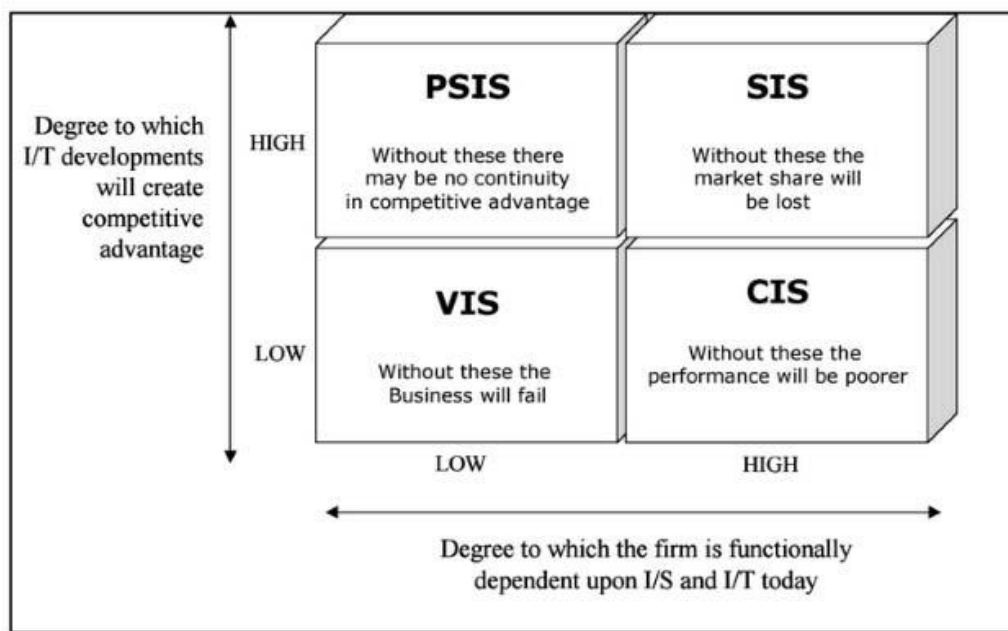 Degree to which
I/T developments
will create
competitive
advantage
HIGH
LOW
PSIS
Without these there
may be no continuity
in competitive advantage
SIS
Without these the
market share will
be lost
VIS
Without these the
Business will fail
CIS
Without these the
performance will be poorer
LOW
HIGH
Degree to which the firm is functionally
dependent upon I/S and I/T today